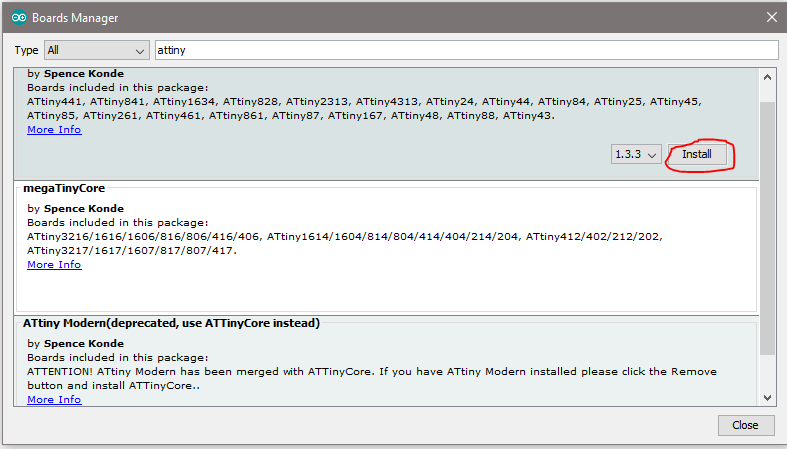 Boards Manager
Type All attiny
by Spence Konde
Boards included in this package:
ATtiny441, ATtiny841, ATtiny1634, ATtiny828, ATtiny2313, ATtiny4313, ATtiny24, ATtiny44, ATtiny84, ATtiny25, ATtiny45,
ATtiny85, ATtiny261, ATtiny461, ATtiny861, ATtiny87, ATtiny167, ATtiny48, ATtiny88, ATtiny43.
More Info
1.3.3 Install
megaTinyCore
by Spence Konde
Boards included in this package:
ATtiny3216/1616/1606/816/806/416/406, ATtiny1614/1604/814/804/414/404/214/204, ATtiny412/402/212/202,
ATtiny3217/1617/1607/817/807/417.
More Info
ATtiny Modern(deprecated, use ATTinyCore instead)
by Spence Konde
Boards included in this package:
ATTENTION! ATtiny Modern has been merged with ATTinyCore. If you have ATtiny Modern installed please click the Remove
button and install ATTinyCore..
More Info
Close